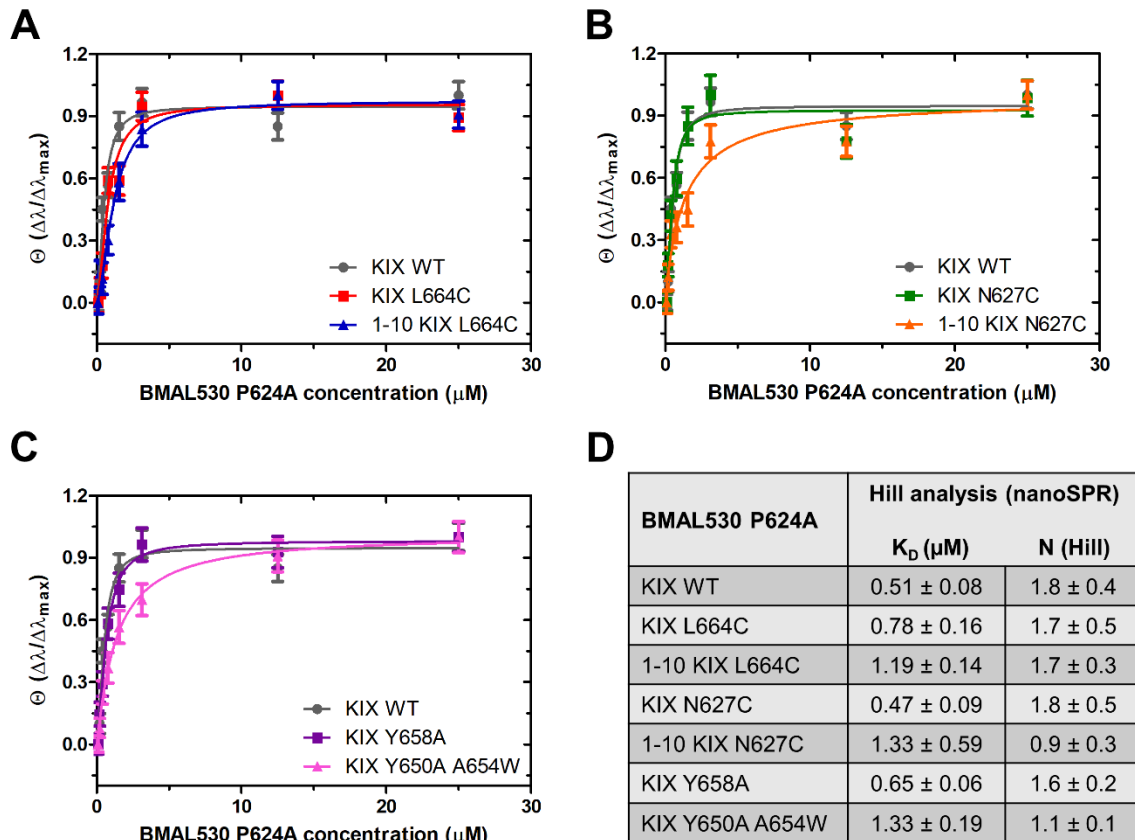 A
1.2
0.9
0.6
0.3
0.0
Θ (Δλ/Δλmax)
KIX WT
KIX L664C
1-10 KIX L664C
0 10 20 30
BMAL530 P624A concentration (μM)
B
1.2
0.9
0.6
0.3
0.0
Θ (Δλ/Δλmax)
KIX WT
KIX N627C
1-10 KIX N627C
0 10 20 30
BMAL530 P624A concentration (μM)
C
1.2
0.9
0.6
0.3
0.0
Θ (Δλ/Δλmax)
KIX WT
KIX Y658A
KIX Y650A A654W
0 10 20 30
BMAL530 P624A concentration (μM)
D
BMAL530 P624A
Hill analysis (nanoSPR)
KD (μM) N (Hill)
KIX WT 0.51 ± 0.08 1.8 ± 0.4
KIX L664C 0.78 ± 0.16 1.7 ± 0.5
1-10 KIX L664C 1.19 ± 0.14 1.7 ± 0.3
KIX N627C 0.47 ± 0.09 1.8 ± 0.5
1-10 KIX N627C 1.33 ± 0.59 0.9 ± 0.3
KIX Y658A 0.65 ± 0.06 1.6 ± 0.2
KIX Y650A A654W 1.33 ± 0.19 1.1 ± 0.1